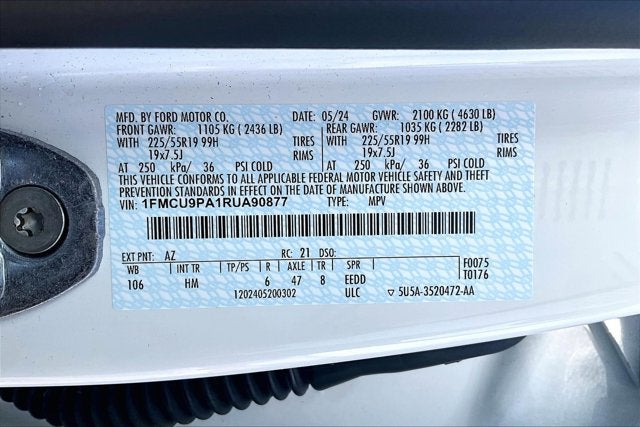 MFD. BY FORD MOTOR CO. DATE: 05/24 GVWR: 2100 KG ( 4630 LB)
FRONT GAWR: 1105 KG ( 2436 LB) REAR GAWR: 1035 KG ( 2282 LB)
WITH 225/55R19 99H TIRES WITH 225/55R19 99H TIRES
19x7.5J RIMS 19x7.5J RIMS
AT 250 kPa/ 36 PSI COLD AT 250 kPa/ 36 PSI COLD
THIS VEHICLE CONFORMS TO ALL APPLICABLE FEDERAL MOTOR VEHICLE SAFETY AND THEFT
PREVENTION STANDARDS IN EFFECT ON THE DATE OF MANUFACTURE SHOWN ABOVE.
VIN: 1FMCU9PA1RUA90877 TYPE: MPV
EXT PNT: AZ RC: 21 DSO: F0075
WB INT TR TP/PS R AXLE TR SPR T0176
106 HM 6 47 8 EEDD
1202405200302 ULC 5U5A-3520472-AA